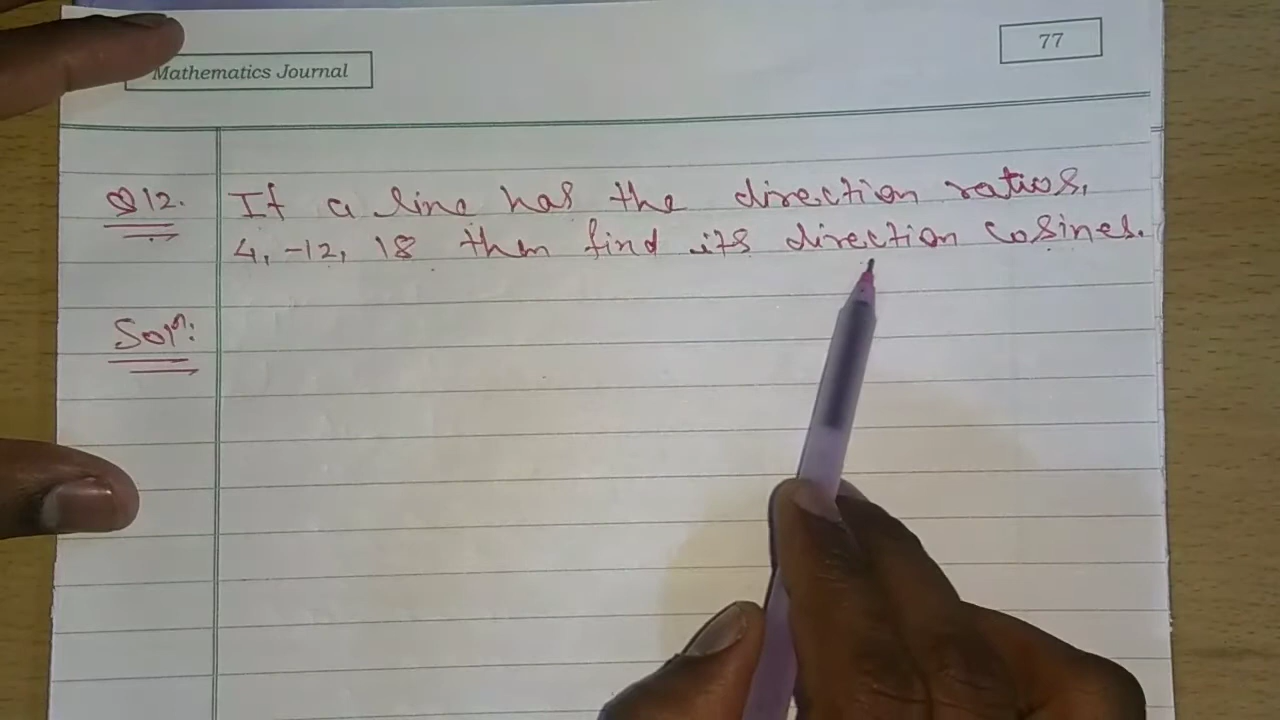 Mathematics Journal
77
Q12. If a line has the direction ratios,
4, -12, 18 then find its direction cosines.
Solⁿ: